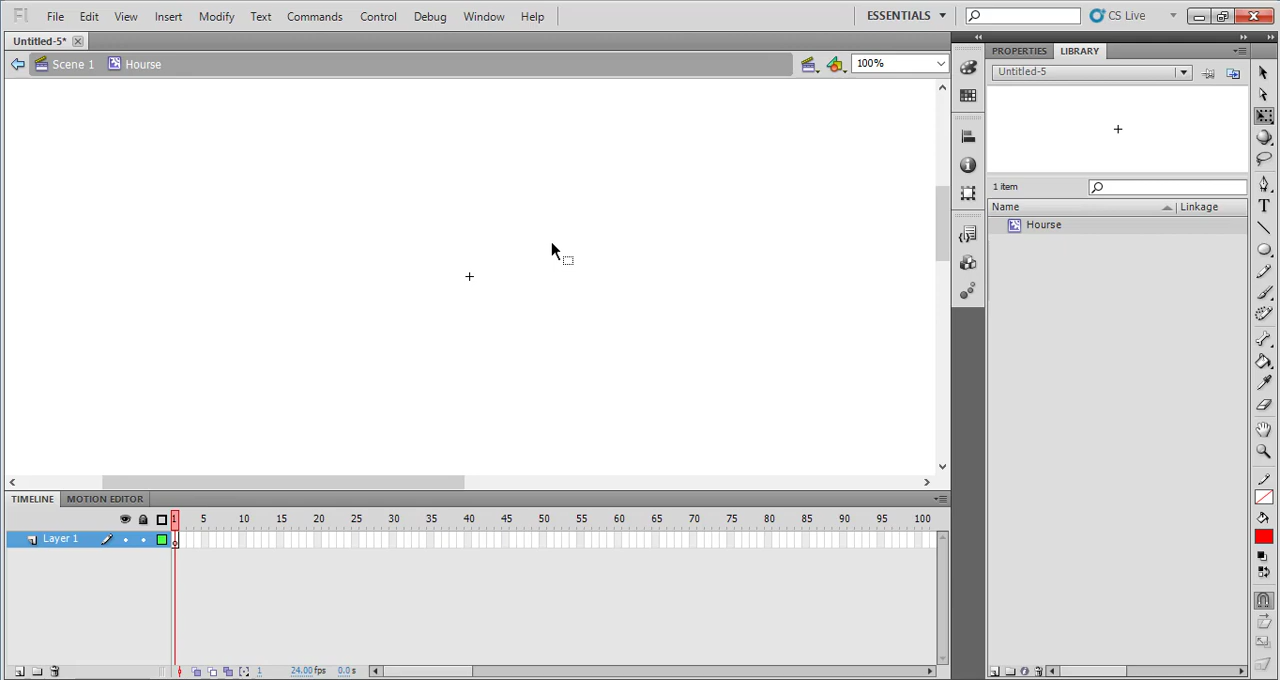 Fl File Edit View Insert Modify Text Commands Control Debug Window Help ESSENTIALS CS Live
Untitled-5*
Scene 1 Hourse 100%
PROPERTIES LIBRARY
Untitled-5
1 item
Name Linkage
Hourse
TIMELINE MOTION EDITOR
1 5 10 15 20 25 30 35 40 45 50 55 60 65 70 75 80 85 90 95 100
Layer 1
1 24.00 fps 0.0 s